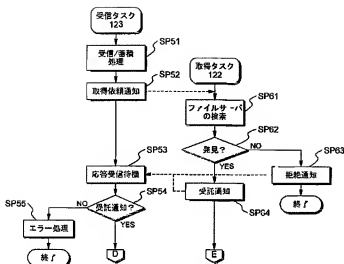 受信タスク
123
SP51
受信/蓄積
処理
SP52
取得依頼通知
取得タスク
122
SP61
ファイルサーバ
の検索
SP62
発見?
NO
SP63
YES
拒絶通知
終了
SP53
応答受信待機
受託通知
SP64
SP54
受託通知?
NO
YES
SP55
エラー処理
終了
D
E